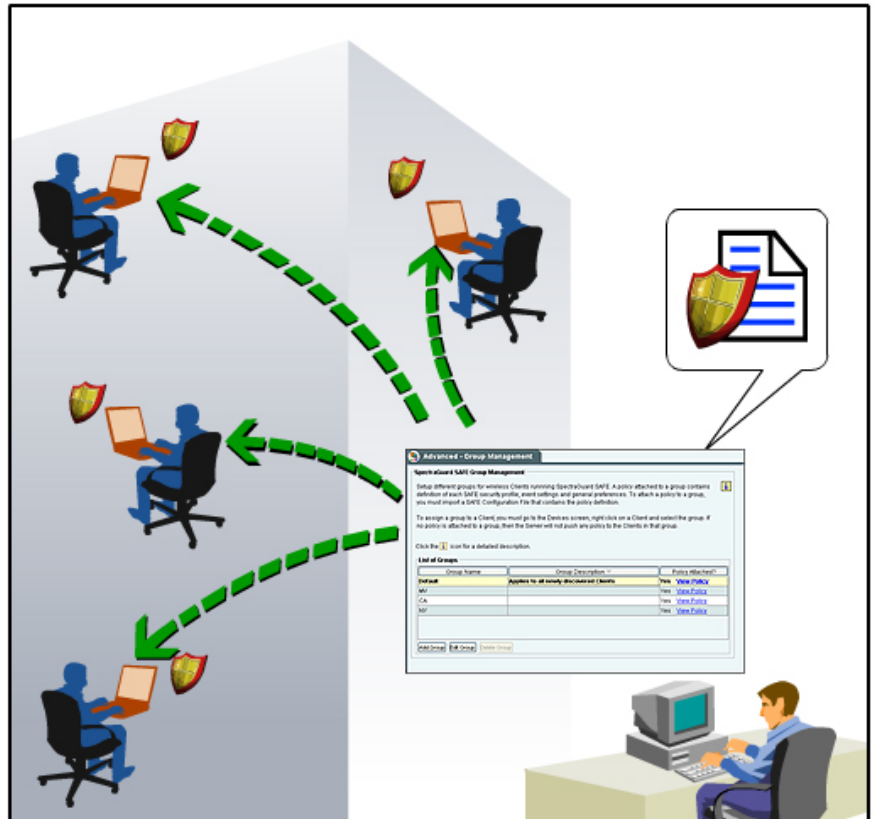 Advanced - Group Management
SpectraGuard SAFE Group Management
Setup different groups for wireless Clients runnning SpectraGuard SAFE. A policy attached to a group contains
definition of each SAFE security profile, event settings and general preferences. To attach a policy to a group,
you must import a SAFE Configuration File that contains the policy definition.
To assign a group to a Client, you must go to the Devices screen, right click on a Client and select the group. If
no policy is attached to a group, then the Server will not push any policy to the Clients in that group.
Click the icon for a detailed description.
List of Groups
Group Name Group Description Policy Attached?
Default Applies to all newly discovered Clients Yes View Policy
Yes View Policy
CA Yes View Policy
NY Yes View Policy
Add Group Edit Group Delete Group